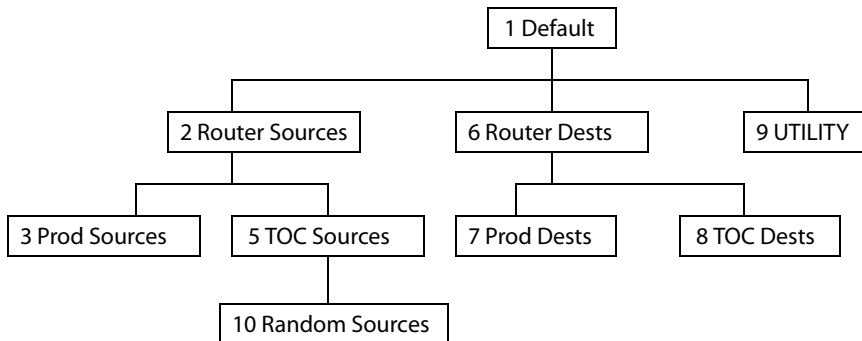 1 Default
2 Router Sources
6 Router Dests
9 UTILITY
3 Prod Sources
5 TOC Sources
7 Prod Dests
8 TOC Dests
10 Random Sources